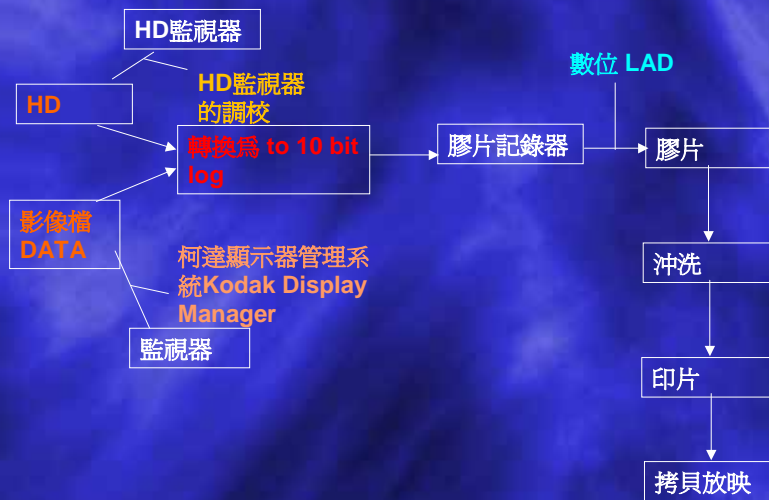 HD監視器
數位 LAD
HD監視器
的調校
HD
轉換爲 to 10 bit
log
膠片記錄器
膠片
影像檔
DATA
柯達顯示器管理系
統Kodak Display
Manager
沖洗
監視器
印片
拷貝放映